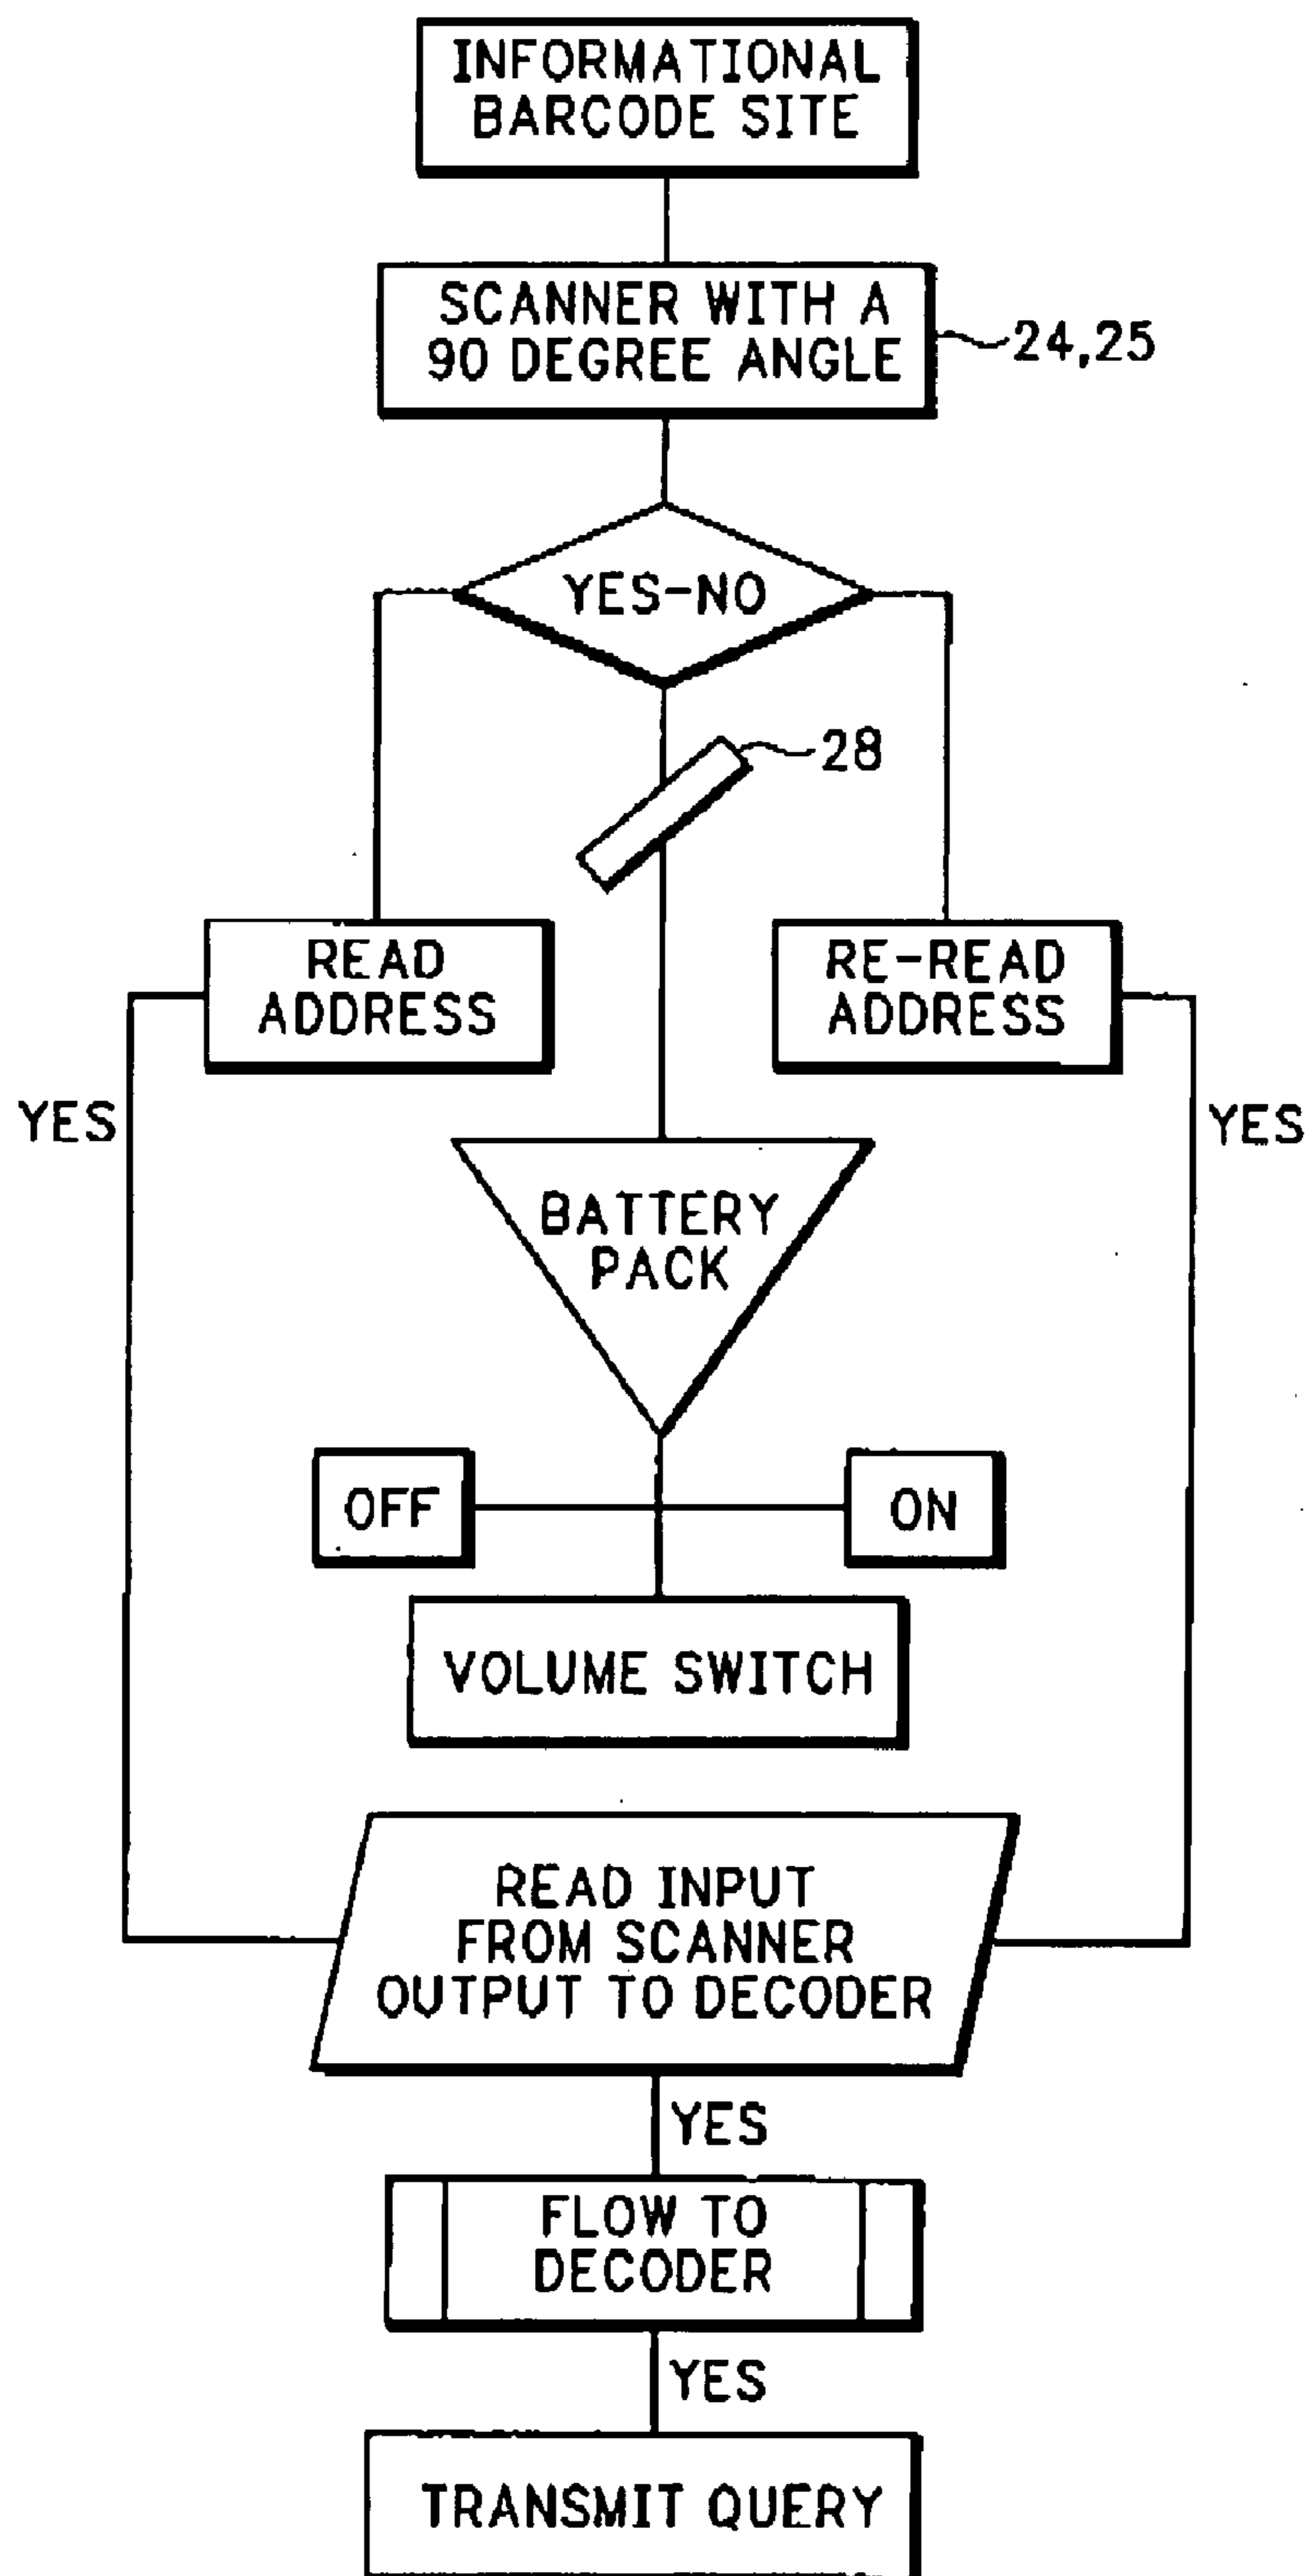 INFORMATIONAL
BARCODE SITE
SCANNER WITH A
90 DEGREE ANGLE
24,25
YES-NO
28
READ
ADDRESS
RE-READ
ADDRESS
YES
YES
BATTERY
PACK
OFF
ON
VOLUME SWITCH
READ INPUT
FROM SCANNER
OUTPUT TO DECODER
YES
FLOW TO
DECODER
YES
TRANSMIT QUERY